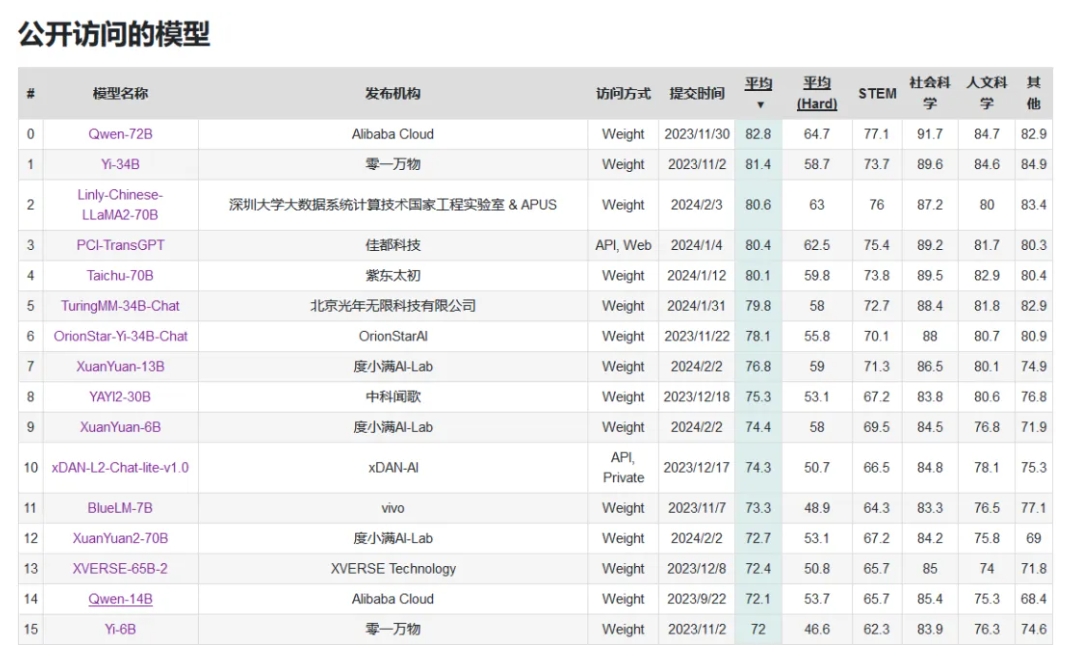 公开访问的模型
# 模型名称 发布机构 访问方式 提交时间 平均 ▼ 平均 (Hard) STEM 社会科学 人文科学 其他
0 Qwen-72B Alibaba Cloud Weight 2023/11/30 82.8 64.7 77.1 91.7 84.7 82.9
1 Yi-34B 零一万物 Weight 2023/11/2 81.4 58.7 73.7 89.6 84.6 84.9
2 Linly-Chinese-LLaMA2-70B 深圳大学大数据系统计算技术国家工程实验室 & APUS Weight 2024/2/3 80.6 63 76 87.2 80 83.4
3 PCI-TransGPT 佳都科技 API, Web 2024/1/4 80.4 62.5 75.4 89.2 81.7 80.3
4 Taichu-70B 紫东太初 Weight 2024/1/12 80.1 59.8 73.8 89.5 82.9 80.4
5 TuringMM-34B-Chat 北京光年无限科技有限公司 Weight 2024/1/31 79.8 58 72.7 88.4 81.8 82.9
6 OrionStar-Yi-34B-Chat OrionStarAI Weight 2023/11/22 78.1 55.8 70.1 88 80.7 80.9
7 XuanYuan-13B 度小满AI-Lab Weight 2024/2/2 76.8 59 71.3 86.5 80.1 74.9
8 YAYI2-30B 中科闻歌 Weight 2023/12/18 75.3 53.1 67.2 83.8 80.6 76.8
9 XuanYuan-6B 度小满AI-Lab Weight 2024/2/2 74.4 58 69.5 84.5 76.8 71.9
10 xDAN-L2-Chat-lite-v1.0 xDAN-AI API, Private 2023/12/17 74.3 50.7 66.5 84.8 78.1 75.3
11 BlueLM-7B vivo Weight 2023/11/7 73.3 48.9 64.3 83.3 76.5 77.1
12 XuanYuan2-70B 度小满AI-Lab Weight 2024/2/2 72.7 53.1 67.2 84.2 75.8 69
13 XVERSE-65B-2 XVERSE Technology Weight 2023/12/8 72.4 50.8 65.7 85 74 71.8
14 Qwen-14B Alibaba Cloud Weight 2023/9/22 72.1 53.7 65.7 85.4 75.3 68.4
15 Yi-6B 零一万物 Weight 2023/11/2 72 46.6 62.3 83.9 76.3 74.6